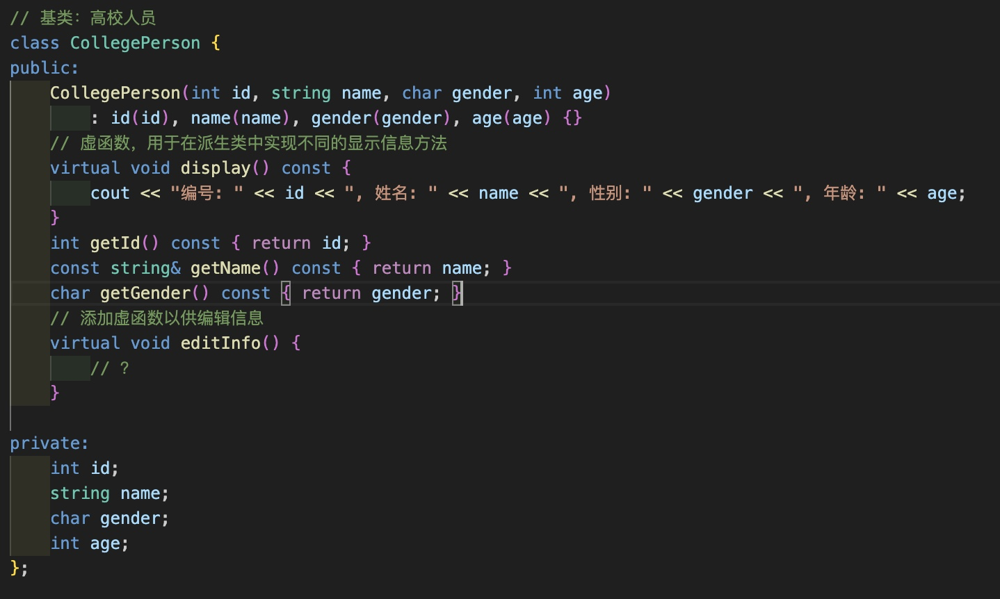 // 基类：高校人员
class CollegePerson {
public:
    CollegePerson(int id, string name, char gender, int age)
        : id(id), name(name), gender(gender), age(age) {}
    // 虚函数，用于在派生类中实现不同的显示信息方法
    virtual void display() const {
        cout << "编号: " << id << ", 姓名: " << name << ", 性别: " << gender << ", 年龄: " << age;
    }
    int getId() const { return id; }
    const string& getName() const { return name; }
    char getGender() const { return gender; }
    // 添加虚函数以供编辑信息
    virtual void editInfo() {
        // ?
    }

private:
    int id;
    string name;
    char gender;
    int age;
};